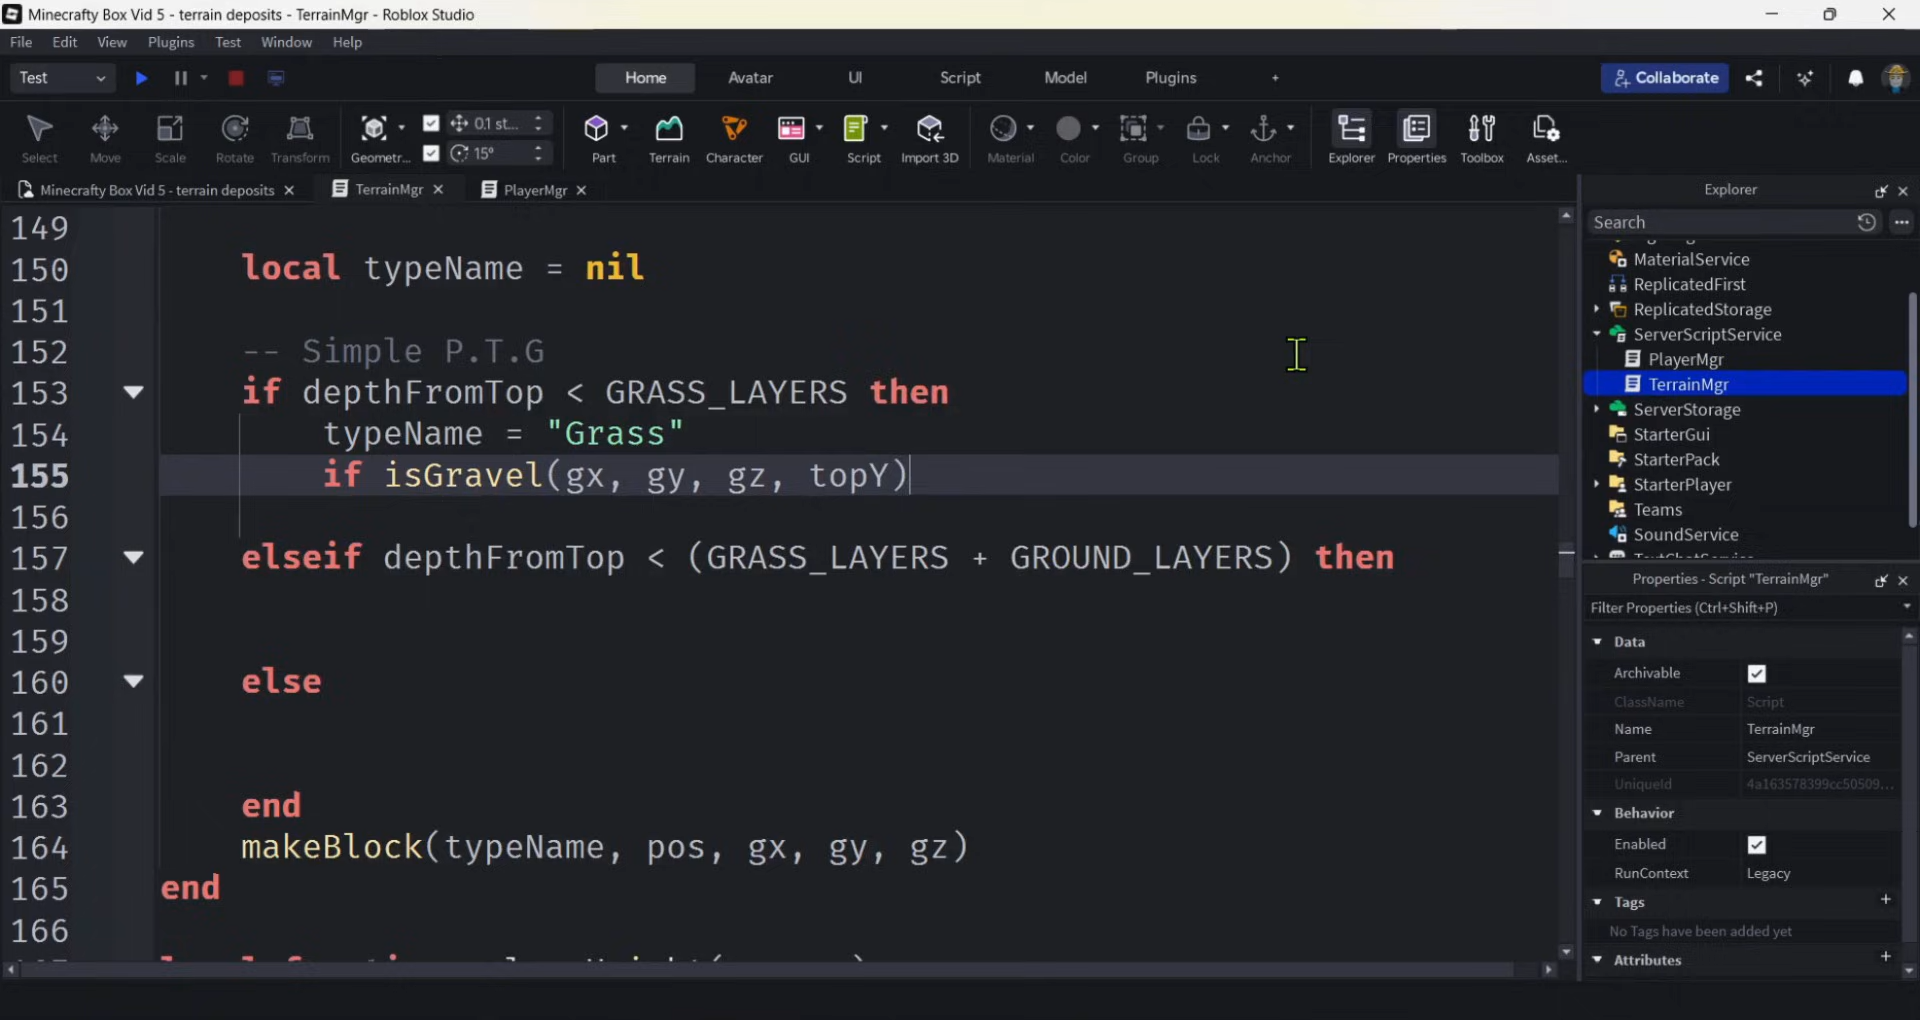 Minecrafty Box Vid 5 - terrain deposits - TerrainMgr - Roblox Studio
File Edit View Plugins Test Window Help
Test Home Avatar UI Script Model Plugins + Collaborate
0.1 st...
15°
Select Move Scale Rotate Transform Geometr... Part Terrain Character GUI Script Import 3D Material Color Group Lock Anchor Explorer Properties Toolbox Asset...
Minecrafty Box Vid 5 - terrain deposits TerrainMgr PlayerMgr
149
150 local typeName = nil
151
152 -- Simple P.T.G
153 if depthFromTop < GRASS_LAYERS then
154 typeName = "Grass"
155 if isGravel(gx, gy, gz, topY)
156
157 elseif depthFromTop < (GRASS_LAYERS + GROUND_LAYERS) then
158
159
160 else
161
162
163 end
164 makeBlock(typeName, pos, gx, gy, gz)
165 end
166
Explorer
Search
MaterialService
ReplicatedFirst
ReplicatedStorage
ServerScriptService
PlayerMgr
TerrainMgr
ServerStorage
StarterGui
StarterPack
StarterPlayer
Teams
SoundService
Properties - Script "TerrainMgr"
Filter Properties (Ctrl+Shift+P)
Data
Archivable
ClassName Script
Name TerrainMgr
Parent ServerScriptService
UniqueId 4a163578399cc50509...
Behavior
Enabled
RunContext Legacy
Tags +
No Tags have been added yet
Attributes +